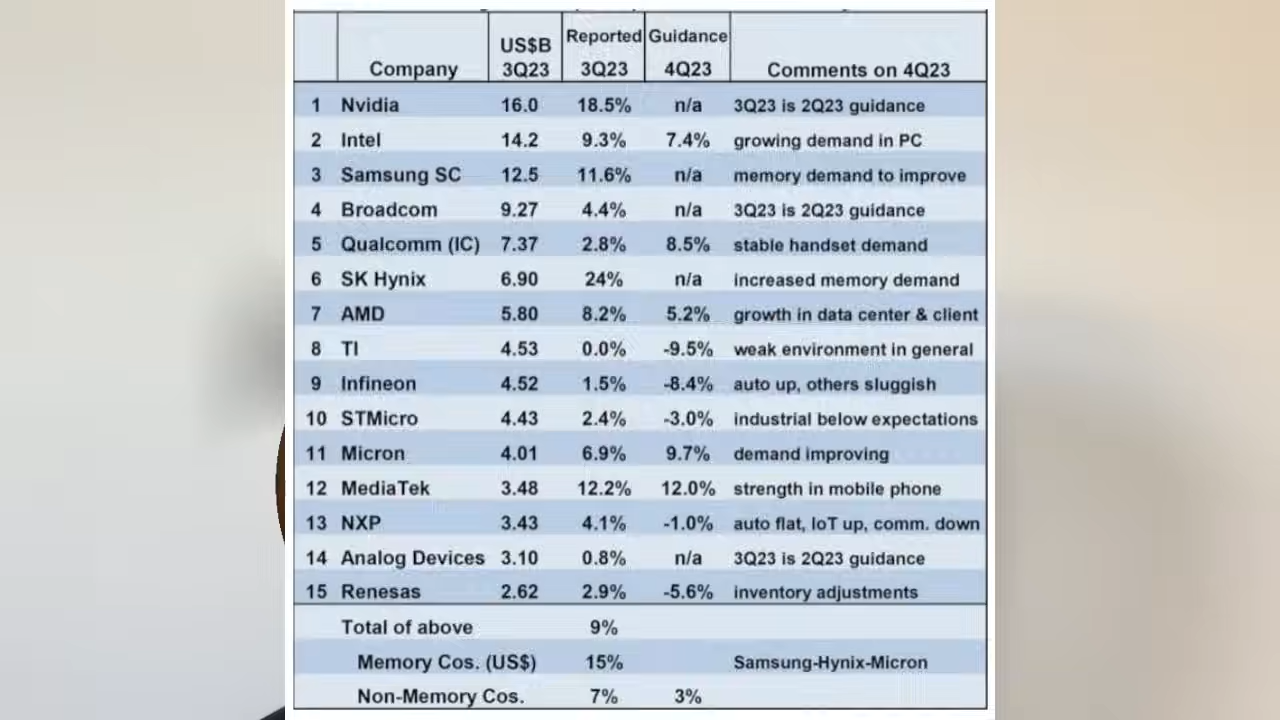 US$B Reported Guidance
Company 3Q23 3Q23 4Q23 Comments on 4Q23
1 Nvidia 16.0 18.5% n/a 3Q23 is 2Q23 guidance
2 Intel 14.2 9.3% 7.4% growing demand in PC
3 Samsung SC 12.5 11.6% n/a memory demand to improve
4 Broadcom 9.27 4.4% n/a 3Q23 is 2Q23 guidance
5 Qualcomm (IC) 7.37 2.8% 8.5% stable handset demand
6 SK Hynix 6.90 24% n/a increased memory demand
7 AMD 5.80 8.2% 5.2% growth in data center & client
8 TI 4.53 0.0% -9.5% weak environment in general
9 Infineon 4.52 1.5% -8.4% auto up, others sluggish
10 STMicro 4.43 2.4% -3.0% industrial below expectations
11 Micron 4.01 6.9% 9.7% demand improving
12 MediaTek 3.48 12.2% 12.0% strength in mobile phone
13 NXP 3.43 4.1% -1.0% auto flat, IoT up, comm. down
14 Analog Devices 3.10 0.8% n/a 3Q23 is 2Q23 guidance
15 Renesas 2.62 2.9% -5.6% inventory adjustments
Total of above 9%
Memory Cos. (US$) 15% Samsung-Hynix-Micron
Non-Memory Cos. 7% 3%